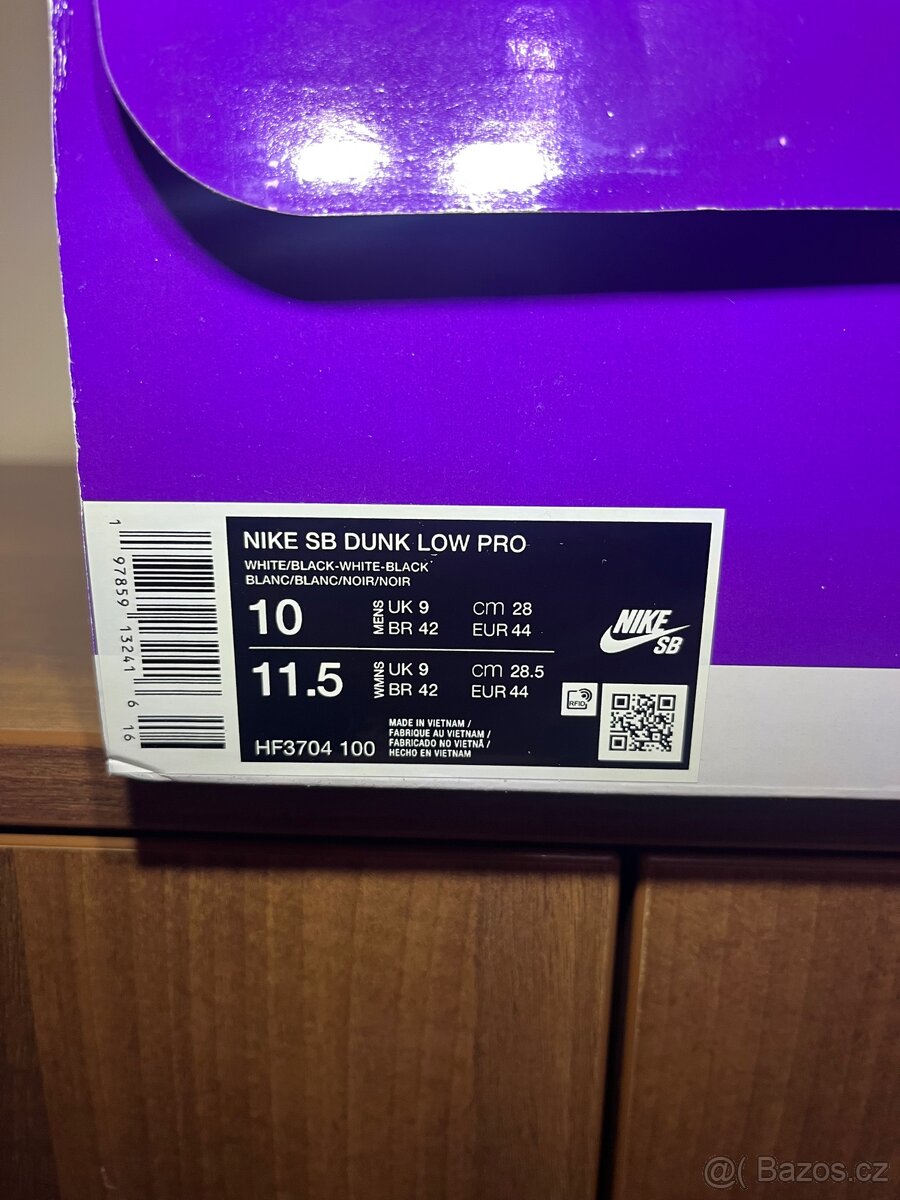 NIKE SB DUNK LOW PRO
WHITE/BLACK-WHITE-BLACK
BLANC/BLANC/NOIR/NOIR
10 MENS UK 9 cm 28
BR 42 EUR 44
11.5 WMNS UK 9 cm 28.5
BR 42 EUR 44
HF3704 100
MADE IN VIETNAM /
FABRIQUE AU VIETNAM /
FABRICADO NO VIETNÃ /
HECHO EN VIETNAM
NIKE
SB
RFID
1 97859 13241 6 16
@( Bazos.cz